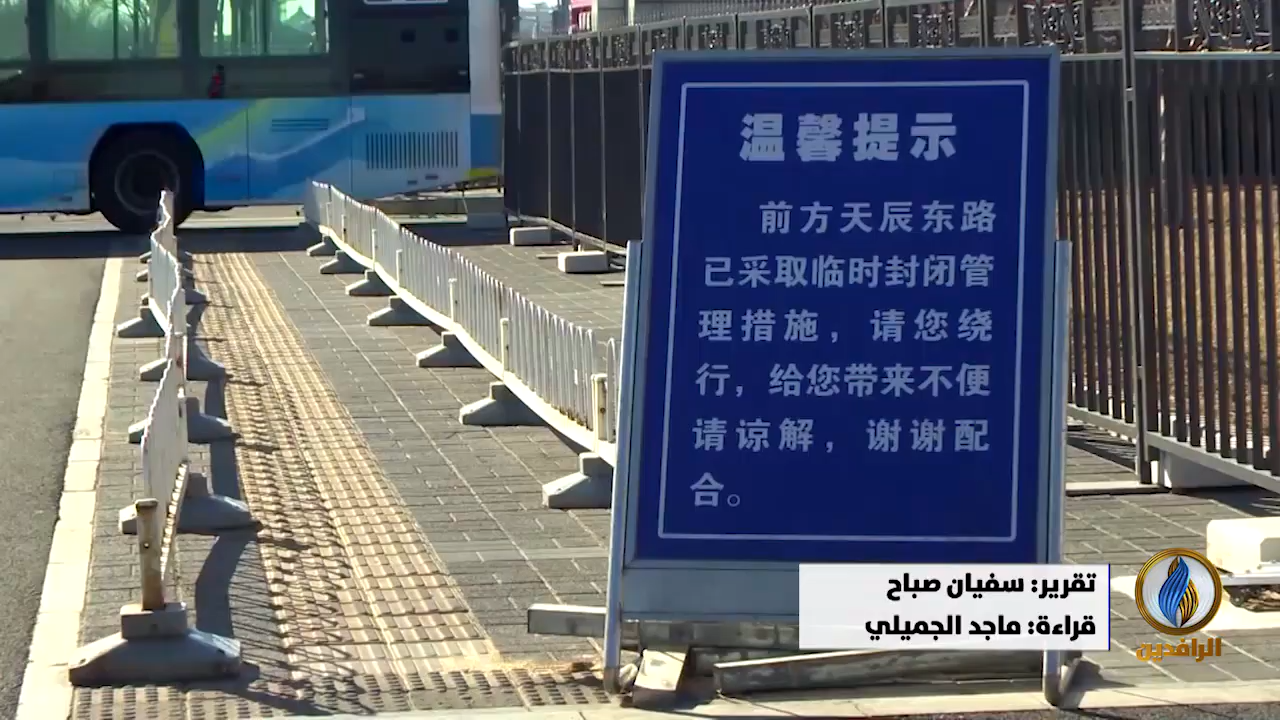 温馨提示
前方天辰东路
已采取临时封闭管
理措施，请您绕
行，给您带来不便
请谅解，谢谢配
合。
تقرير: سفيان صباح
قراءة: ماجد الجميلي
الرافدين